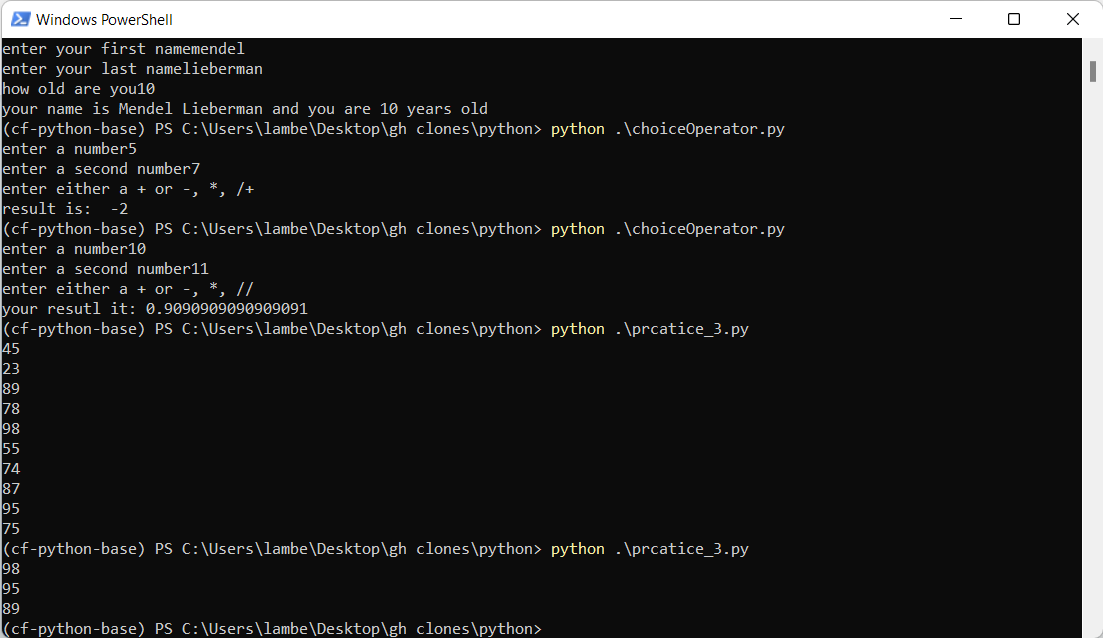 Windows PowerShell
enter your first namemendel
enter your last namelieberman
how old are you10
your name is Mendel Lieberman and you are 10 years old
(cf-python-base) PS C:\Users\lambe\Desktop\gh clones\python> python .\choiceOperator.py
enter a number5
enter a second number7
enter either a + or -, *, /+
result is:  -2
(cf-python-base) PS C:\Users\lambe\Desktop\gh clones\python> python .\choiceOperator.py
enter a number10
enter a second number11
enter either a + or -, *, //
your resutl it: 0.9090909090909091
(cf-python-base) PS C:\Users\lambe\Desktop\gh clones\python> python .\prcatice_3.py
45
23
89
78
98
55
74
87
95
75
(cf-python-base) PS C:\Users\lambe\Desktop\gh clones\python> python .\prcatice_3.py
98
95
89
(cf-python-base) PS C:\Users\lambe\Desktop\gh clones\python>